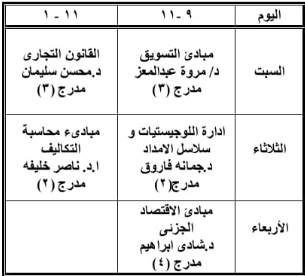 اليوم
٩ -١١
١١ - ١
السبت
مبادئ التسويق
د/ مروة عبدالمعز
مدرج (٣)
القانون التجارى
د.محسن سليمان
مدرج (٣)
الثلاثاء
ادارة اللوجيستيات و
سلاسل الامداد
د.جمانه فاروق
مدرج(٢)
مبادىء محاسبة
التكاليف
ا.د. ناصر خليفه
مدرج (٢)
الأربعاء
مبادئ الاقتصاد
الجزئى
د.شادى ابراهيم
مدرج (٤)